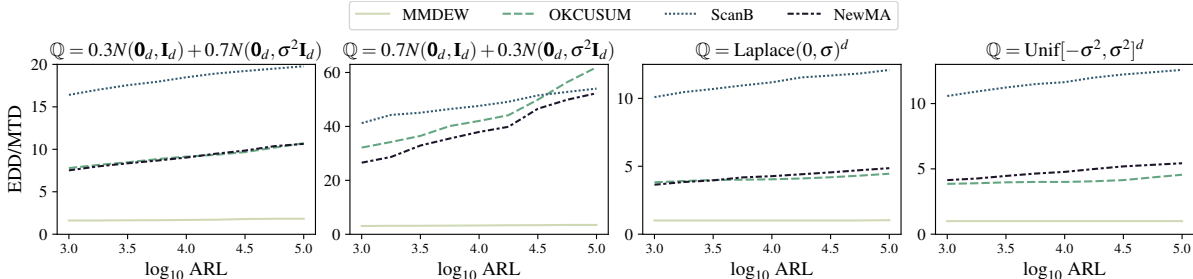 MMDEW OKCUSUM ScanB NewMA
ℚ = 0.3N(𝟎_d, 𝐈_d) + 0.7N(𝟎_d, σ²𝐈_d)
ℚ = 0.7N(𝟎_d, 𝐈_d) + 0.3N(𝟎_d, σ²𝐈_d)
ℚ = Laplace(0, σ)^d
ℚ = Unif[−σ², σ²]^d
EDD/MTD
20
15
10
5
0
3.0 3.5 4.0 4.5 5.0
log₁₀ ARL
60
40
20
0
3.0 3.5 4.0 4.5 5.0
log₁₀ ARL
10
5
0
3.0 3.5 4.0 4.5 5.0
log₁₀ ARL
10
5
0
3.0 3.5 4.0 4.5 5.0
log₁₀ ARL